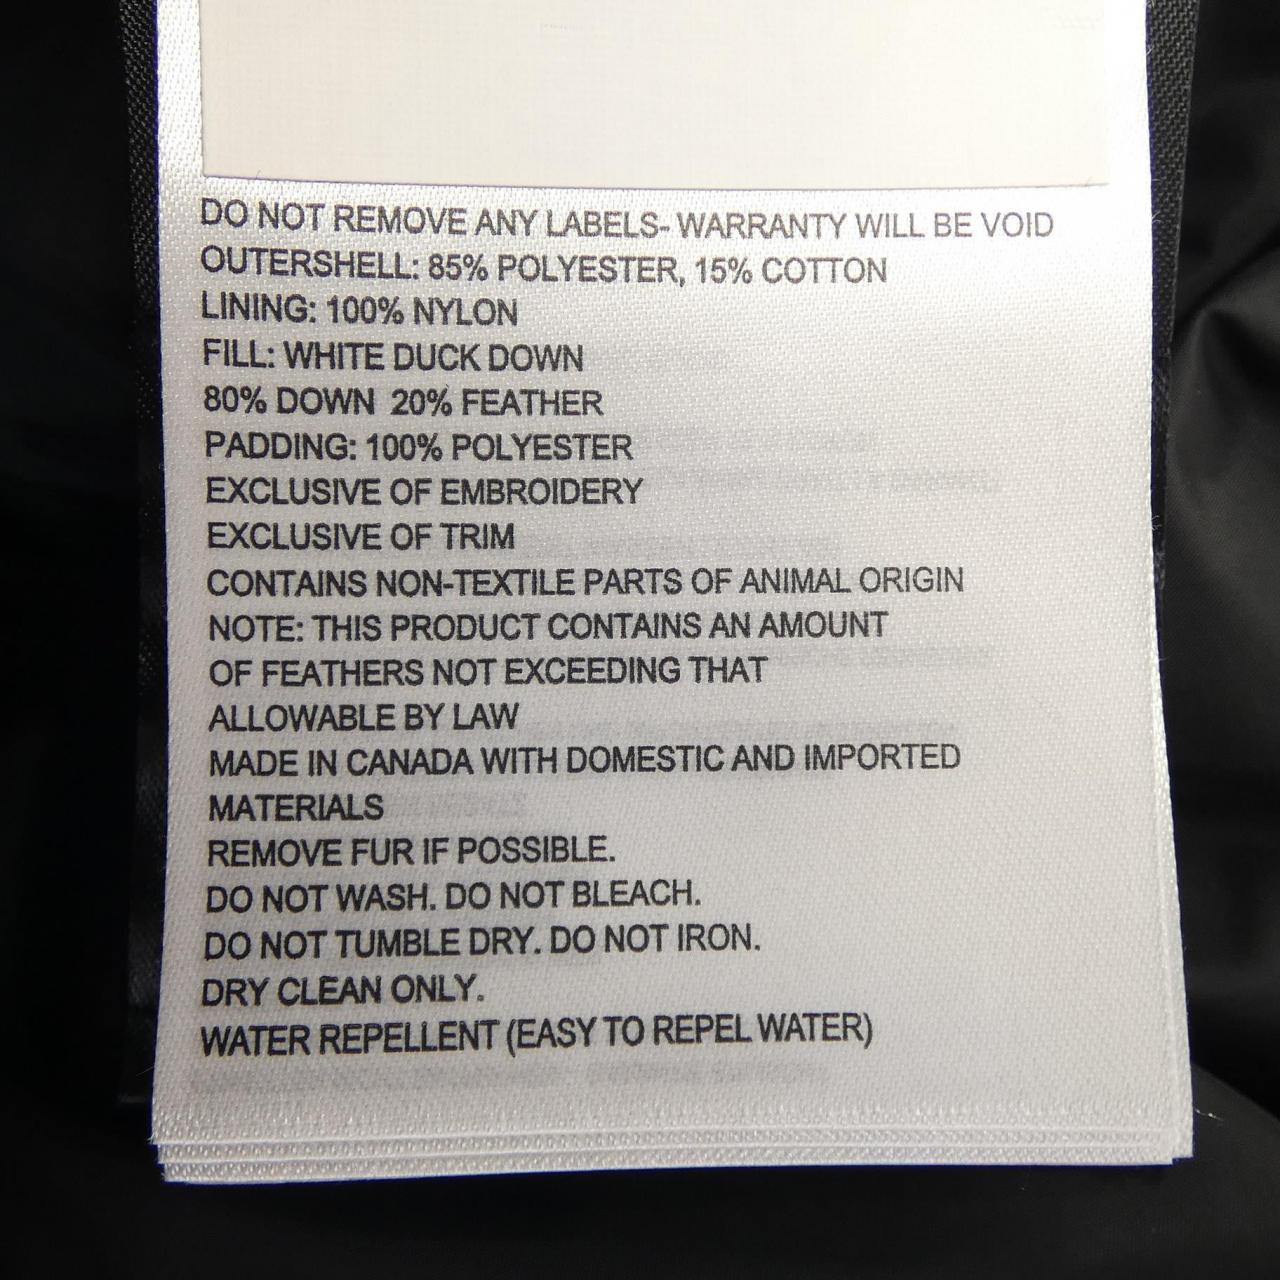 DO NOT REMOVE ANY LABELS- WARRANTY WILL BE VOID
OUTERSHELL: 85% POLYESTER, 15% COTTON
LINING: 100% NYLON
FILL: WHITE DUCK DOWN
80% DOWN  20% FEATHER
PADDING: 100% POLYESTER
EXCLUSIVE OF EMBROIDERY
EXCLUSIVE OF TRIM
CONTAINS NON-TEXTILE PARTS OF ANIMAL ORIGIN
NOTE: THIS PRODUCT CONTAINS AN AMOUNT
OF FEATHERS NOT EXCEEDING THAT
ALLOWABLE BY LAW
MADE IN CANADA WITH DOMESTIC AND IMPORTED
MATERIALS
REMOVE FUR IF POSSIBLE.
DO NOT WASH. DO NOT BLEACH.
DO NOT TUMBLE DRY. DO NOT IRON.
DRY CLEAN ONLY.
WATER REPELLENT (EASY TO REPEL WATER)